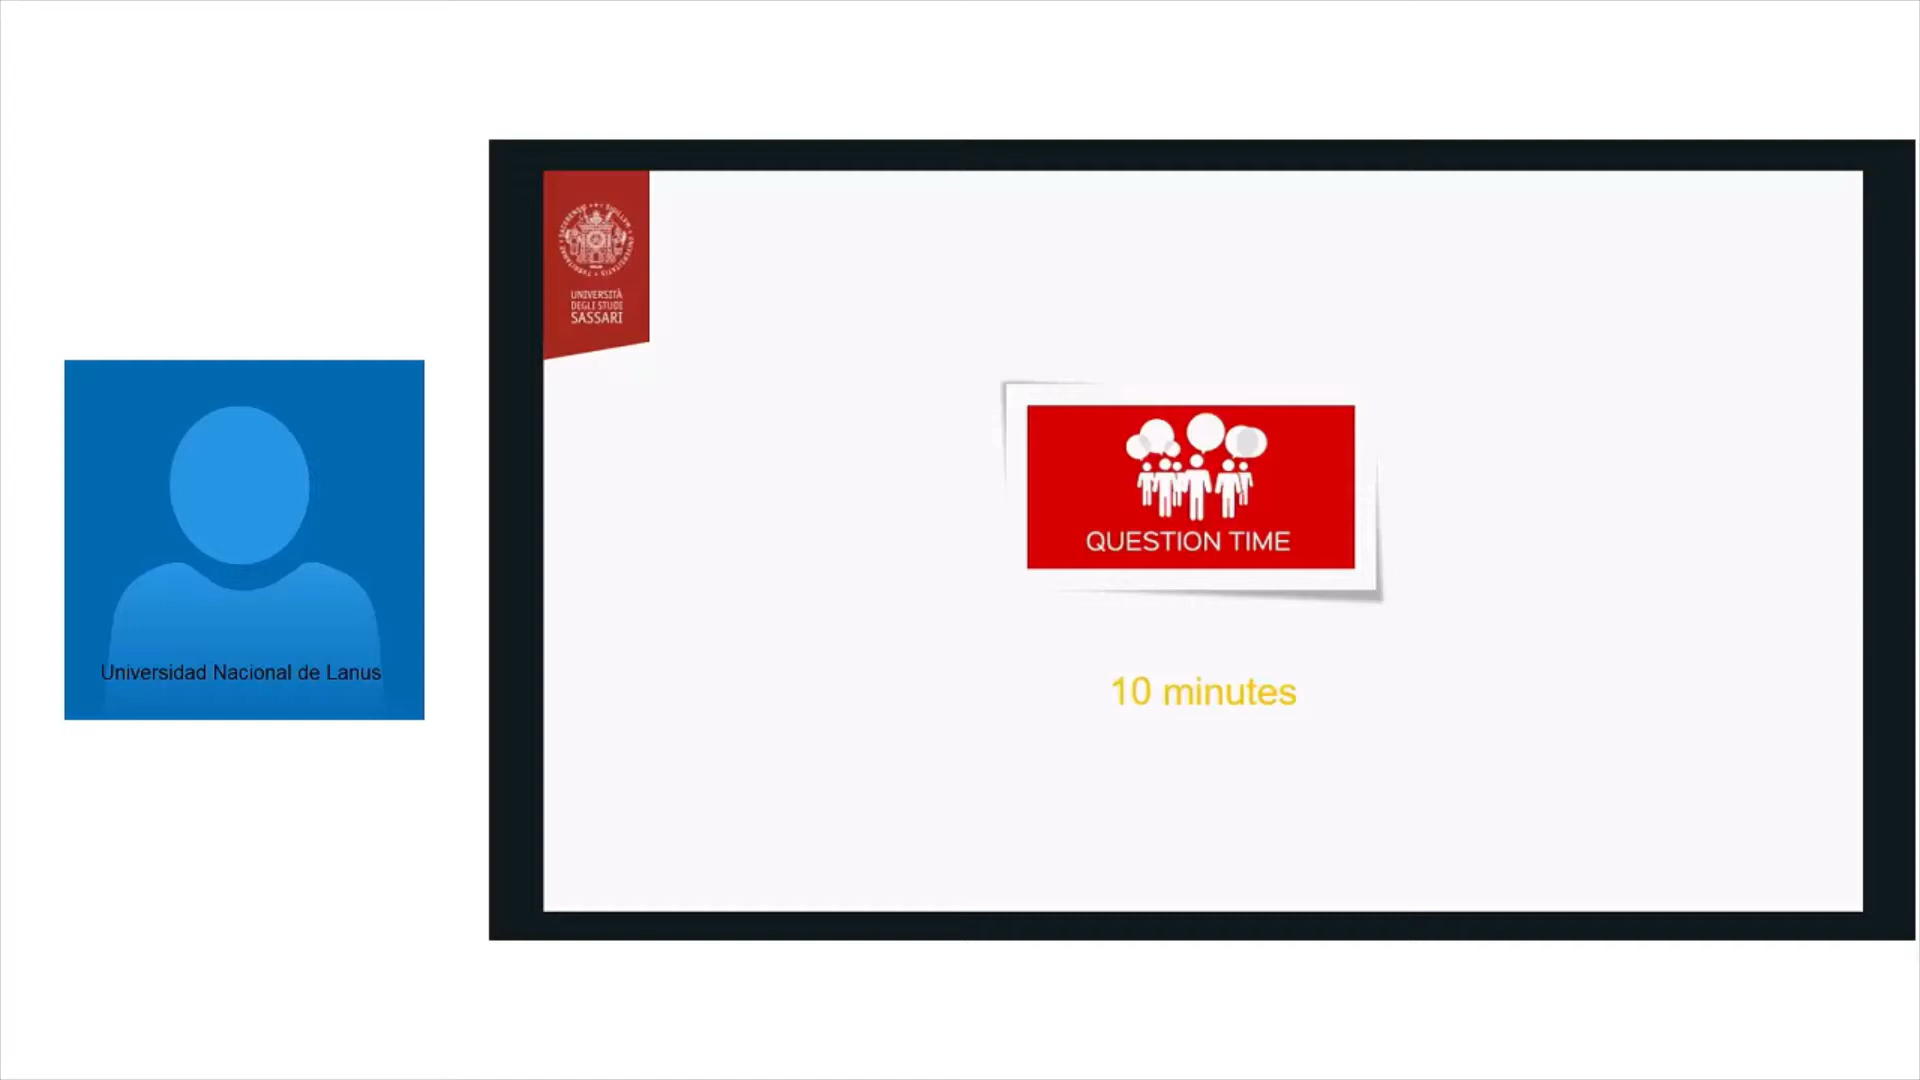 UNIVERSITÀ
DEGLI STUDI
SASSARI
QUESTION TIME
10 minutes
Universidad Nacional de Lanus